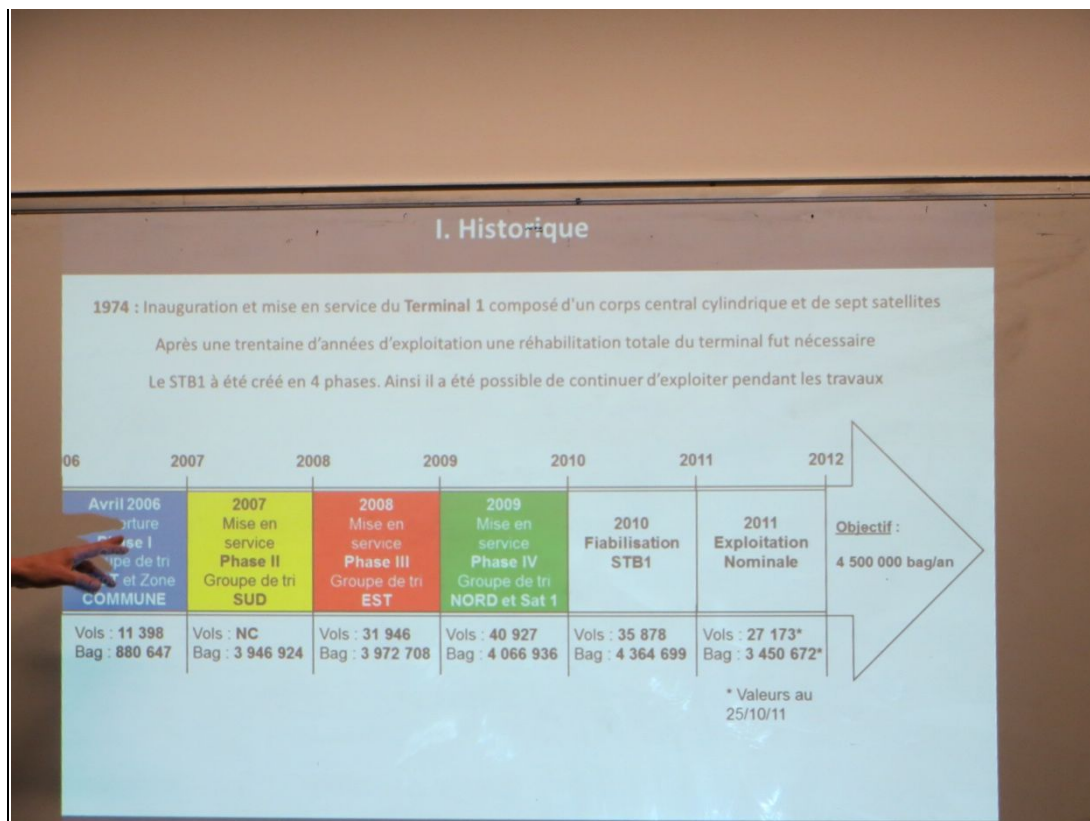 I. Historique
1974 : Inauguration et mise en service du Terminal 1 composé d'un corps central cylindrique et de sept satellites
Après une trentaine d'années d'exploitation une réhabilitation totale du terminal fut nécessaire
Le STB1 à été créé en 4 phases. Ainsi il a été possible de continuer d'exploiter pendant les travaux
06 2007 2008 2009 2010 2011 2012
Avril 2006
erture
Phase I
upe de tri
T et Zone
COMMUNE
2007
Mise en
service
Phase II
Groupe de tri
SUD
2008
Mise en
service
Phase III
Groupe de tri
EST
2009
Mise en
service
Phase IV
Groupe de tri
NORD et Sat 1
2010
Fiabilisation
STB1
2011
Exploitation
Nominale
Objectif :
4 500 000 bag/an
Vols : 11 398
Bag : 880 647
Vols : NC
Bag : 3 946 924
Vols : 31 946
Bag : 3 972 708
Vols : 40 927
Bag : 4 066 936
Vols : 35 878
Bag : 4 364 699
Vols : 27 173*
Bag : 3 450 672*
* Valeurs au
25/10/11